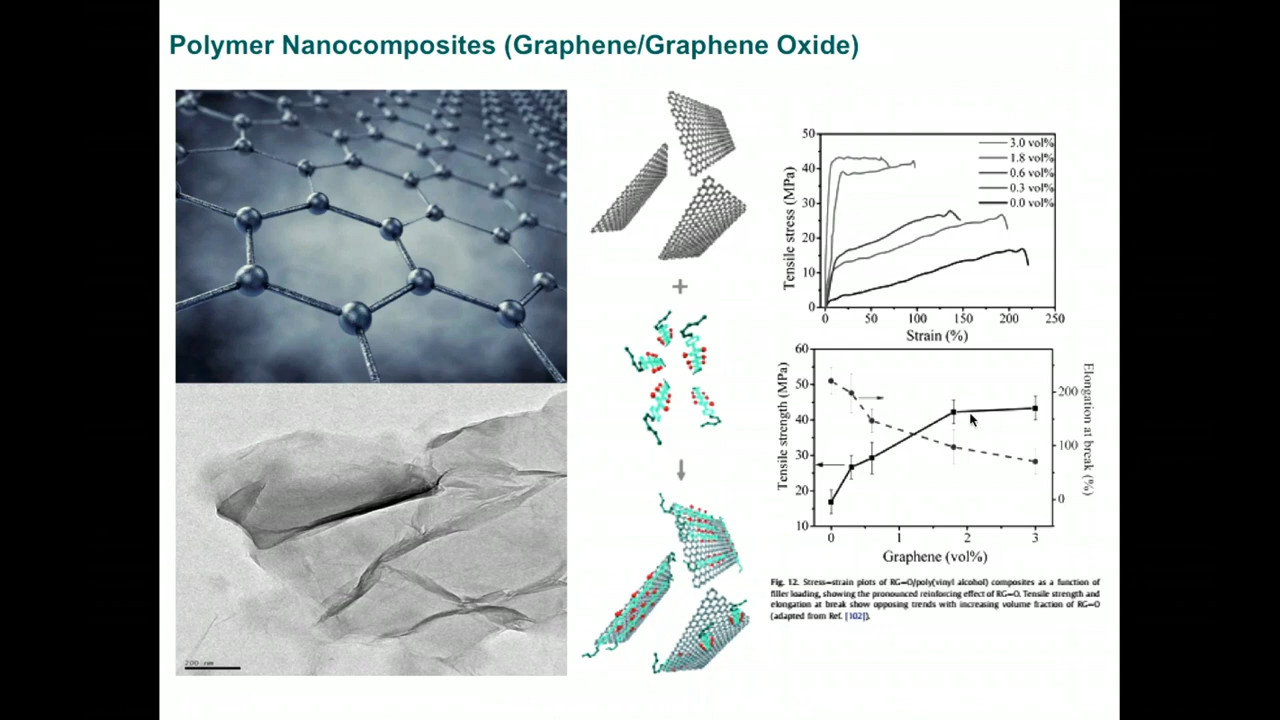 Polymer Nanocomposites (Graphene/Graphene Oxide)
200 nm
+
Tensile stress (MPa)
50
40
30
20
10
0
3.0 vol%
1.8 vol%
0.6 vol%
0.3 vol%
0.0 vol%
0 50 100 150 200 250
Strain (%)
Tensile strength (MPa)
60
50
40
30
20
10
200
100
0
Elongation at break (%)
0 1 2 3
Graphene (vol%)
Fig. 12. Stress–strain plots of RG–O/poly(vinyl alcohol) composites as a function of
filler loading, showing the pronounced reinforcing effect of RG–O. Tensile strength and
elongation at break show opposing trends with increasing volume fraction of RG–O
(adapted from Ref. [102]).